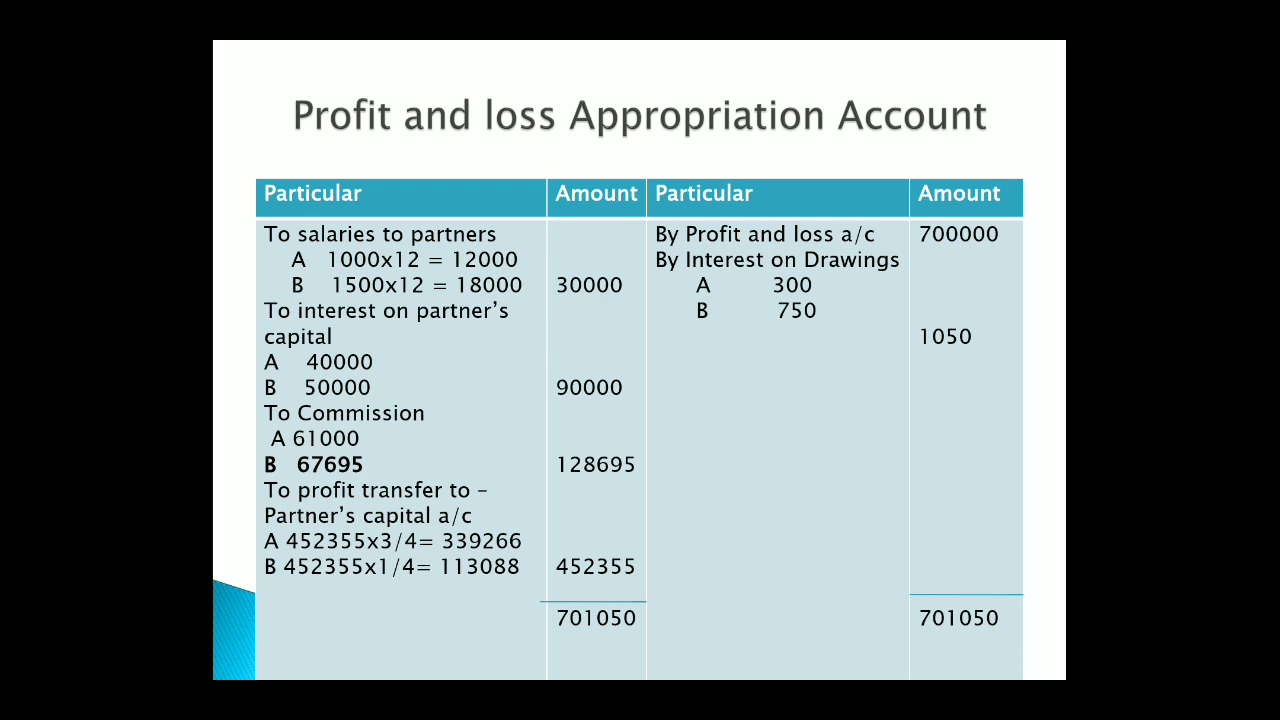 Profit and loss Appropriation Account
Particular Amount Particular Amount
To salaries to partners By Profit and loss a/c 700000
A 1000x12 = 12000 By Interest on Drawings
B 1500x12 = 18000 30000 A 300
To interest on partner’s B 750
capital 1050
A 40000
B 50000 90000
To Commission
A 61000
B 67695 128695
To profit transfer to –
Partner’s capital a/c
A 452355x3/4= 339266
B 452355x1/4= 113088 452355
701050 701050